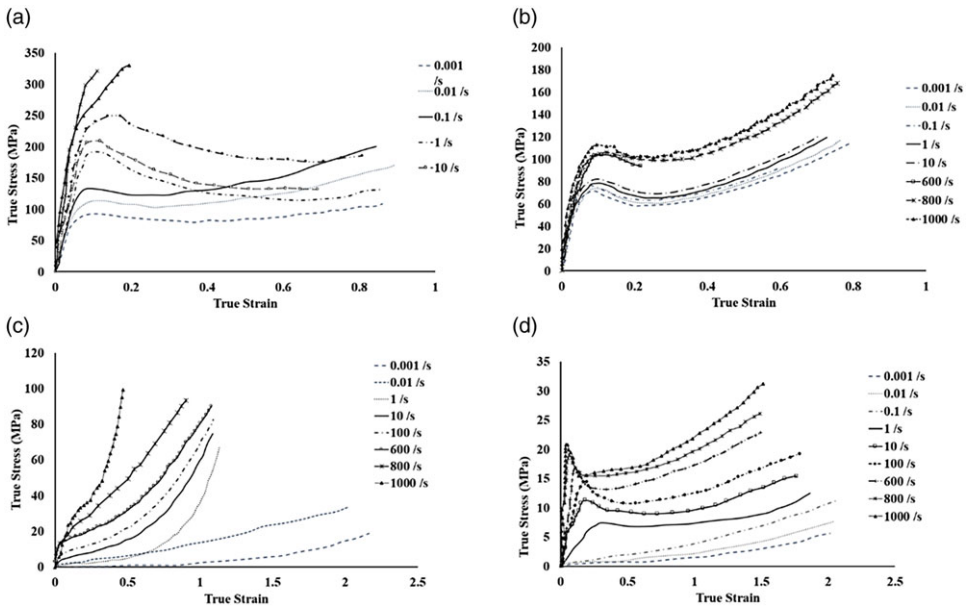 (a)
350
300
250
200
150
100
50
0
True Stress (MPa)
0
0.2
0.4
0.6
0.8
1
True Strain
0.001
/s
0.01 /s
0.1 /s
1 /s
10 /s
(b)
200
180
160
140
120
100
80
60
40
20
0
True Stress (MPa)
0
0.2
0.4
0.6
0.8
1
True Strain
0.001 /s
0.01 /s
0.1 /s
1 /s
10 /s
600 /s
800 /s
1000 /s
(c)
120
100
80
60
40
20
0
True Stress (MPa)
0
0.5
1
1.5
2
2.5
True Strain
0.001 /s
0.01 /s
1 /s
10 /s
100 /s
600 /s
800 /s
1000 /s
(d)
35
30
25
20
15
10
5
0
True Stress (MPa)
0
0.5
1
1.5
2
2.5
True Strain
0.001 /s
0.01 /s
0.1 /s
1 /s
10 /s
100 /s
600 /s
800 /s
1000 /s